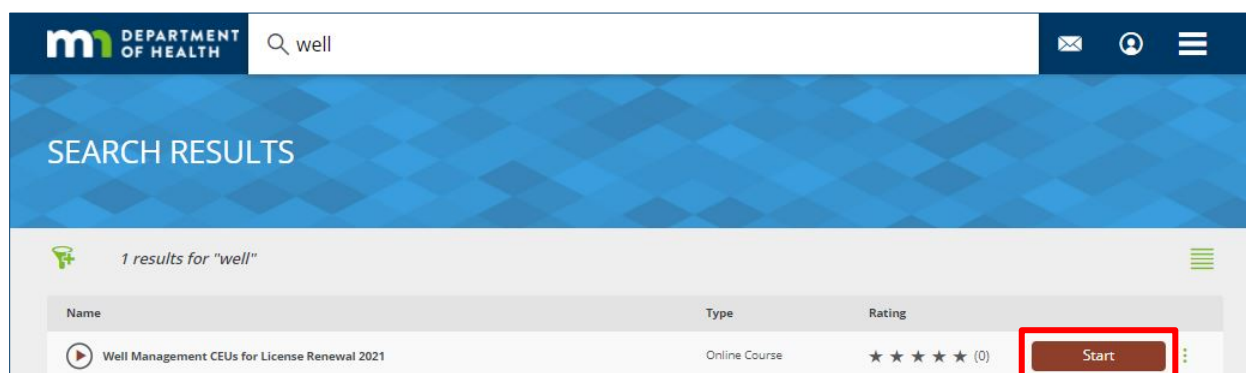 DEPARTMENT
OF HEALTH
well
SEARCH RESULTS
1 results for "well"
Name Type Rating
Well Management CEUs for License Renewal 2021 Online Course ★ ★ ★ ★ ★ (0) Start